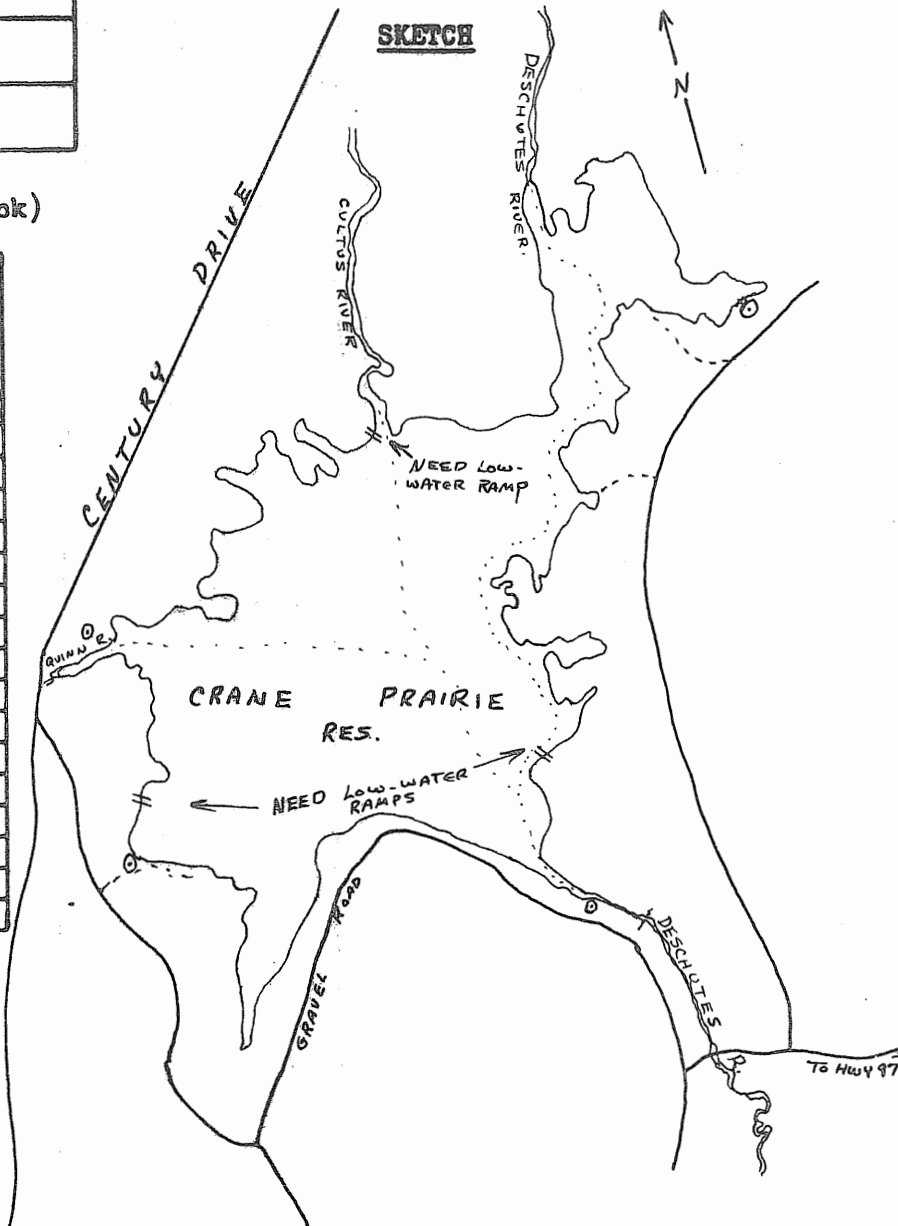 SKETCH
N
ok)
DESCHUTES RIVER
CULTUS RIVER
CENTURY DRIVE
NEED LOW-
WATER RAMP
QUINN R.
CRANE PRAIRIE
RES.
NEED LOW-WATER
RAMPS
GRAVEL ROAD
DESCHUTES R.
TO HWY 97